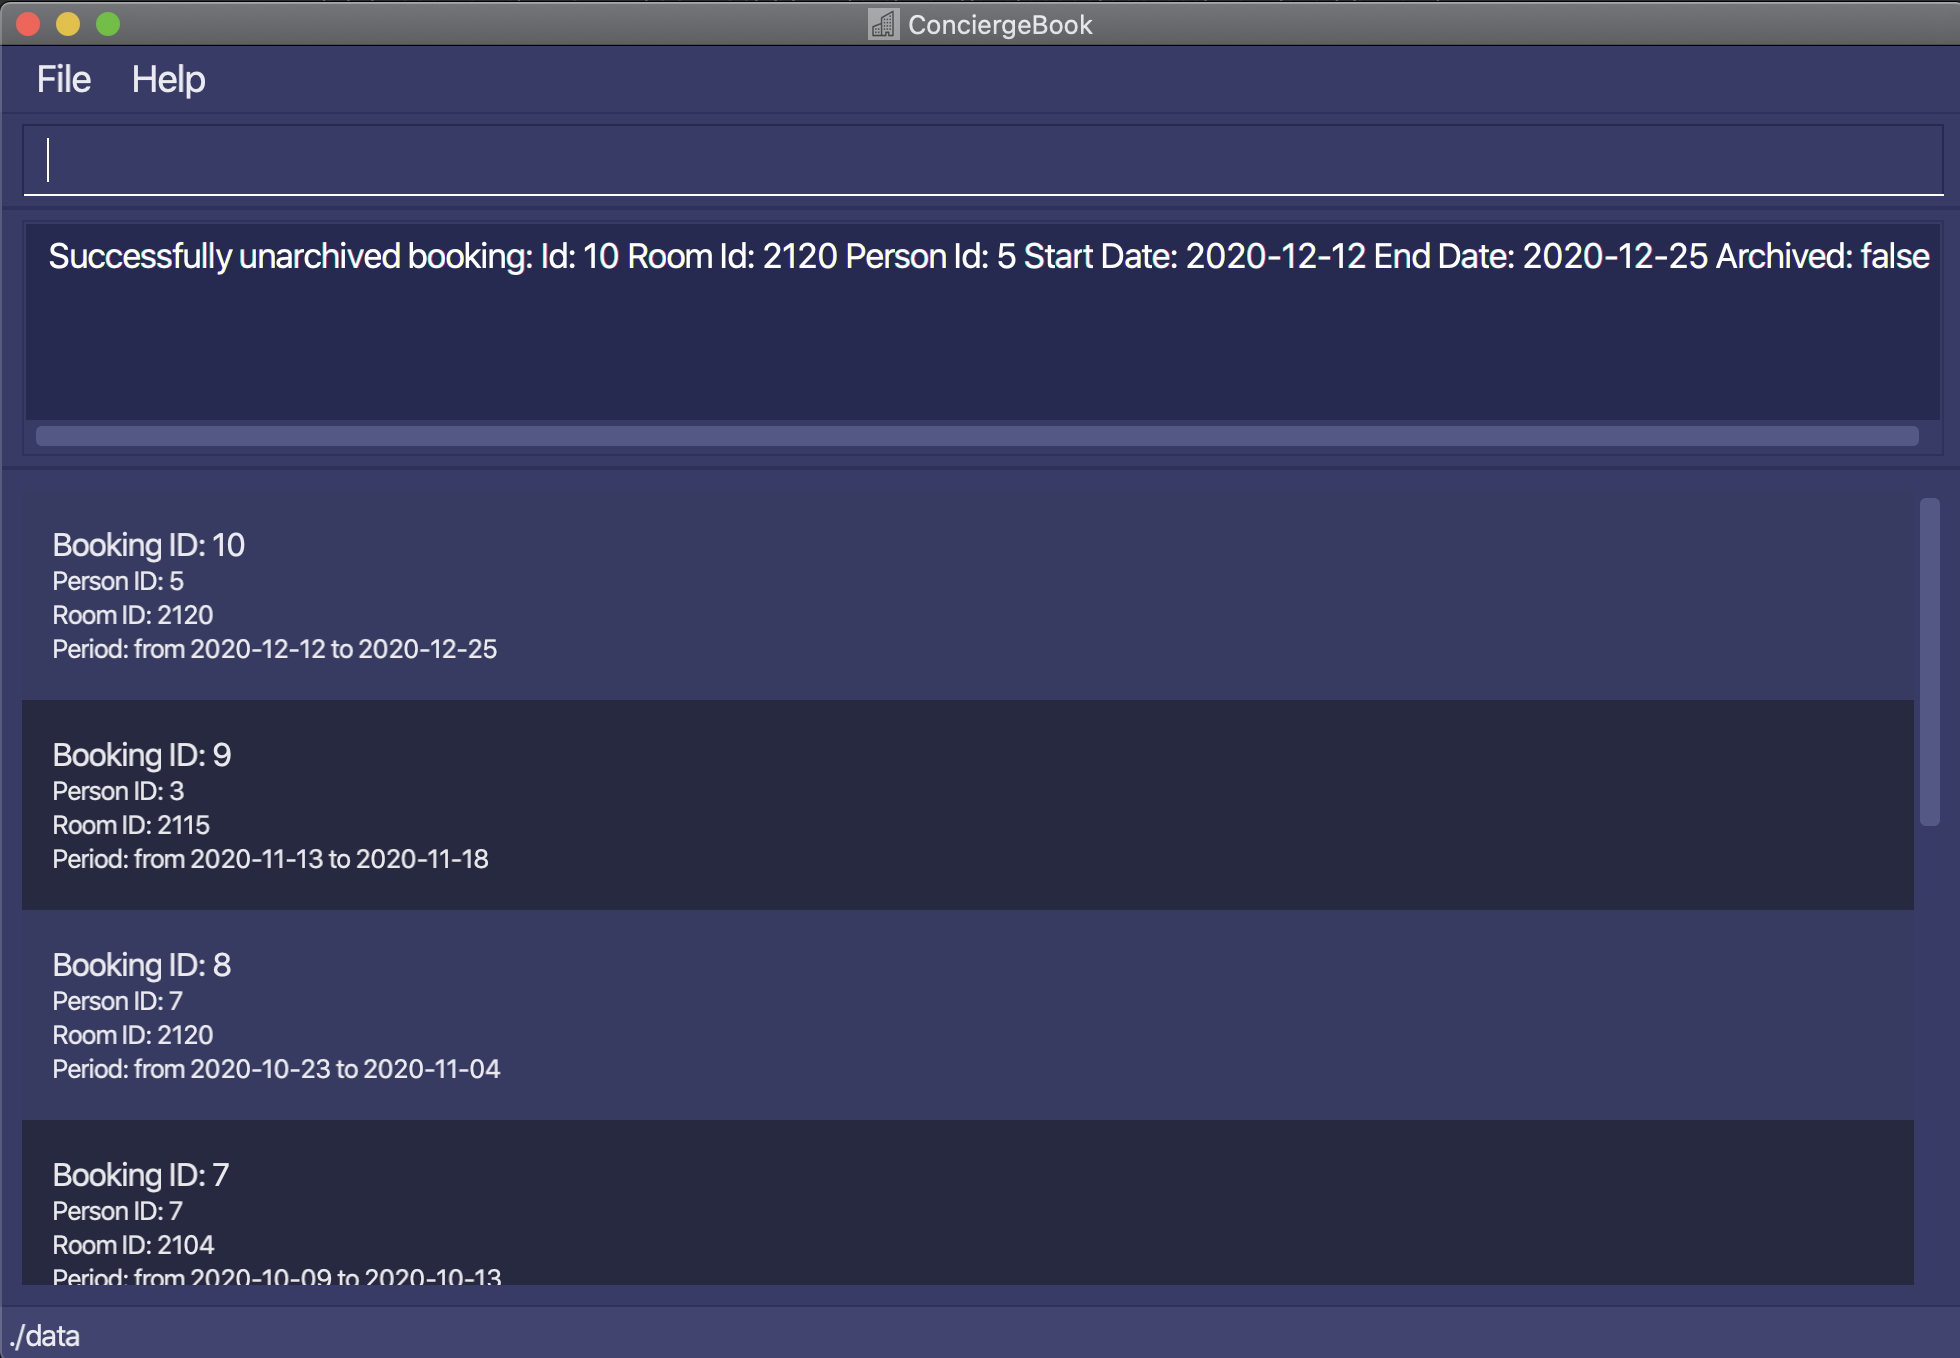 ConciergeBook
File Help
Successfully unarchived booking: Id: 10 Room Id: 2120 Person Id: 5 Start Date: 2020-12-12 End Date: 2020-12-25 Archived: false
Booking ID: 10
Person ID: 5
Room ID: 2120
Period: from 2020-12-12 to 2020-12-25
Booking ID: 9
Person ID: 3
Room ID: 2115
Period: from 2020-11-13 to 2020-11-18
Booking ID: 8
Person ID: 7
Room ID: 2120
Period: from 2020-10-23 to 2020-11-04
Booking ID: 7
Person ID: 7
Room ID: 2104
Period: from 2020-10-09 to 2020-10-13
./data